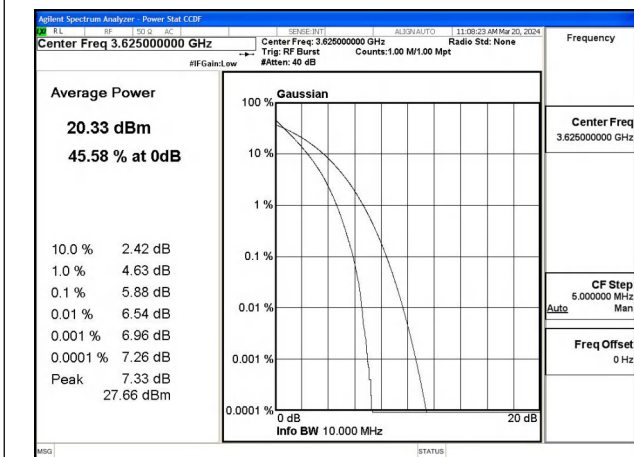 Agilent Spectrum Analyzer - Power Stat CCDF
RL RF 50 Ω AC SENSE:INT ALIGNAUTO 11:08:23 AM Mar 20, 2024
Center Freq 3.625000000 GHz
Center Freq: 3.625000000 GHz Radio Std: None
Trig: RF Burst Counts:1.00 M/1.00 Mpt
#IFGain:Low #Atten: 40 dB
Frequency
Average Power
20.33 dBm
45.58 % at 0dB
10.0 % 2.42 dB
1.0 % 4.63 dB
0.1 % 5.88 dB
0.01 % 6.54 dB
0.001 % 6.96 dB
0.0001 % 7.26 dB
Peak 7.33 dB
27.66 dBm
Gaussian
100 %
10 %
1 %
0.1 %
0.01 %
0.001 %
0.0001 %
0 dB 20 dB
Info BW 10.000 MHz
Center Freq
3.625000000 GHz
CF Step
5.000000 MHz
Auto Man
Freq Offset
0 Hz
MSG STATUS